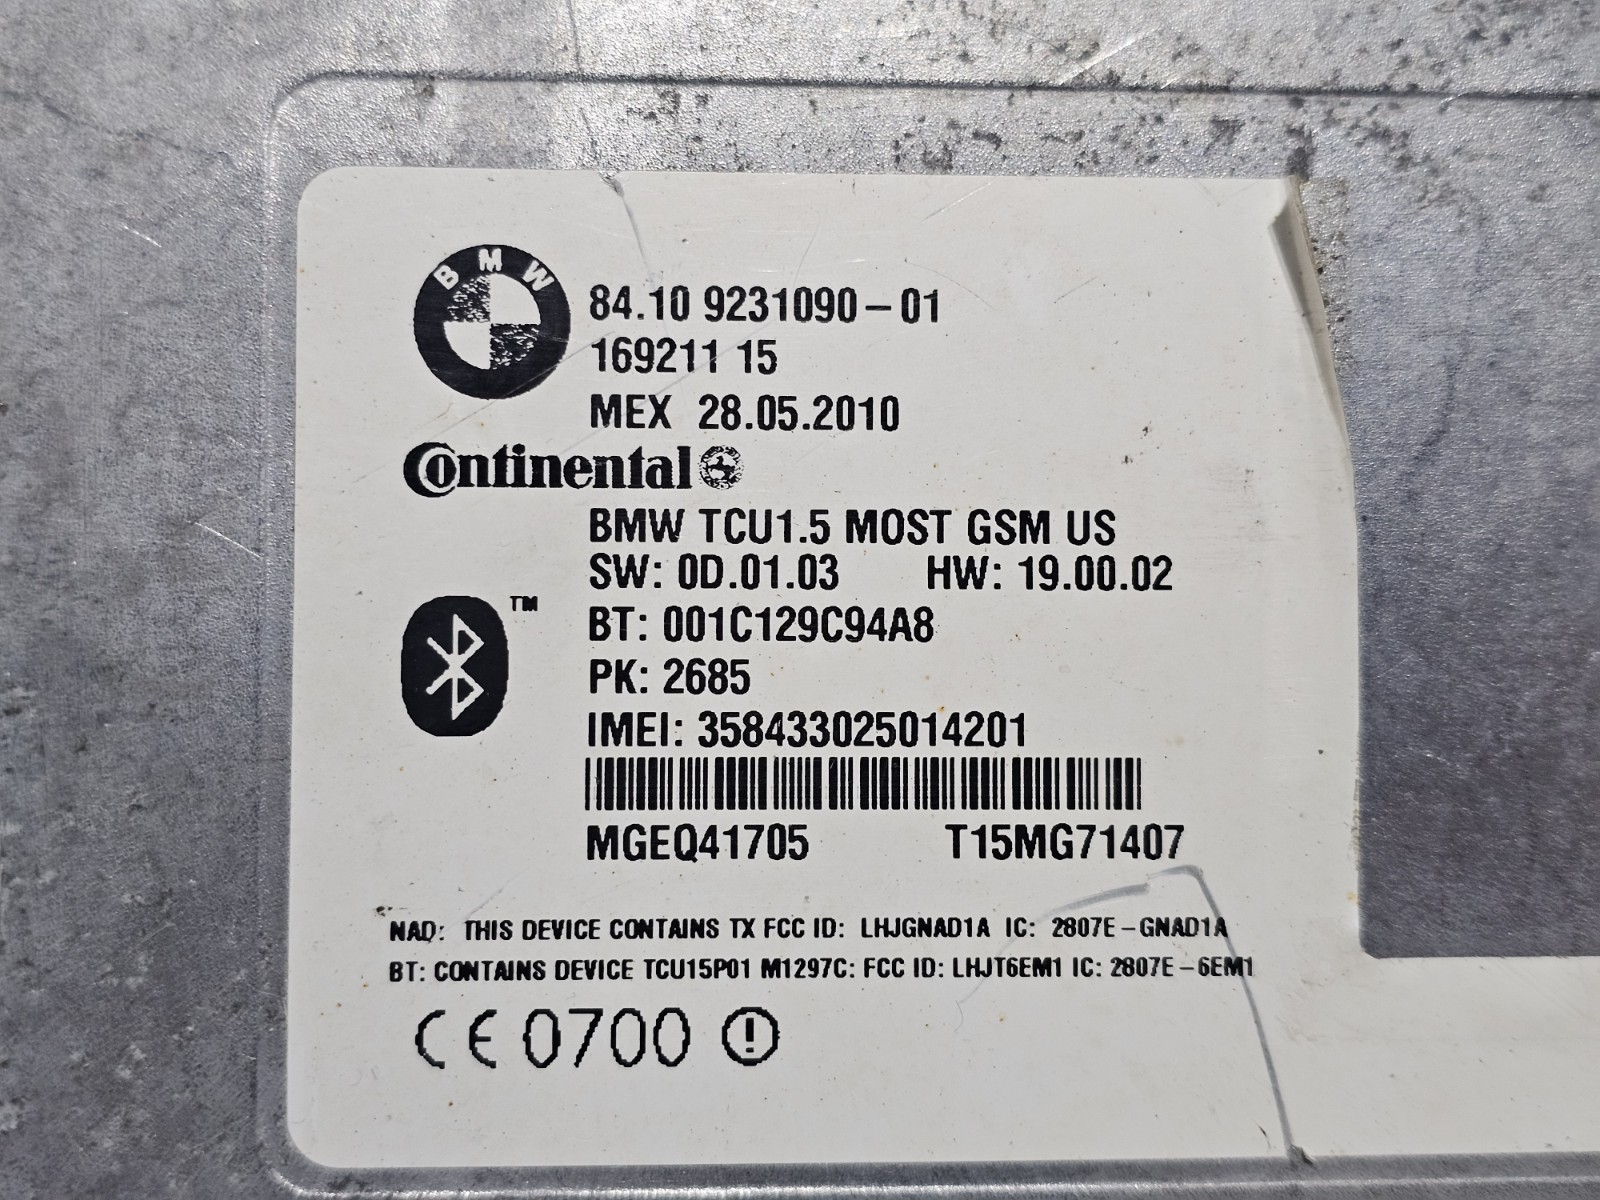 BMW
84.10 9231090-01
169211 15
MEX 28.05.2010
Continental
BMW TCU1.5 MOST GSM US
SW: 0D.01.03 HW: 19.00.02
BT: 001C129C94A8
TM
PK: 2685
IMEI: 358433025014201
MGEQ41705 T15MG71407
NAD: THIS DEVICE CONTAINS TX FCC ID: LHJGNAD1A IC: 2807E-GNAD1A
BT: CONTAINS DEVICE TCU15P01 M1297C: FCC ID: LHJT6EM1 IC: 2807E-6EM1
CE 0700 !